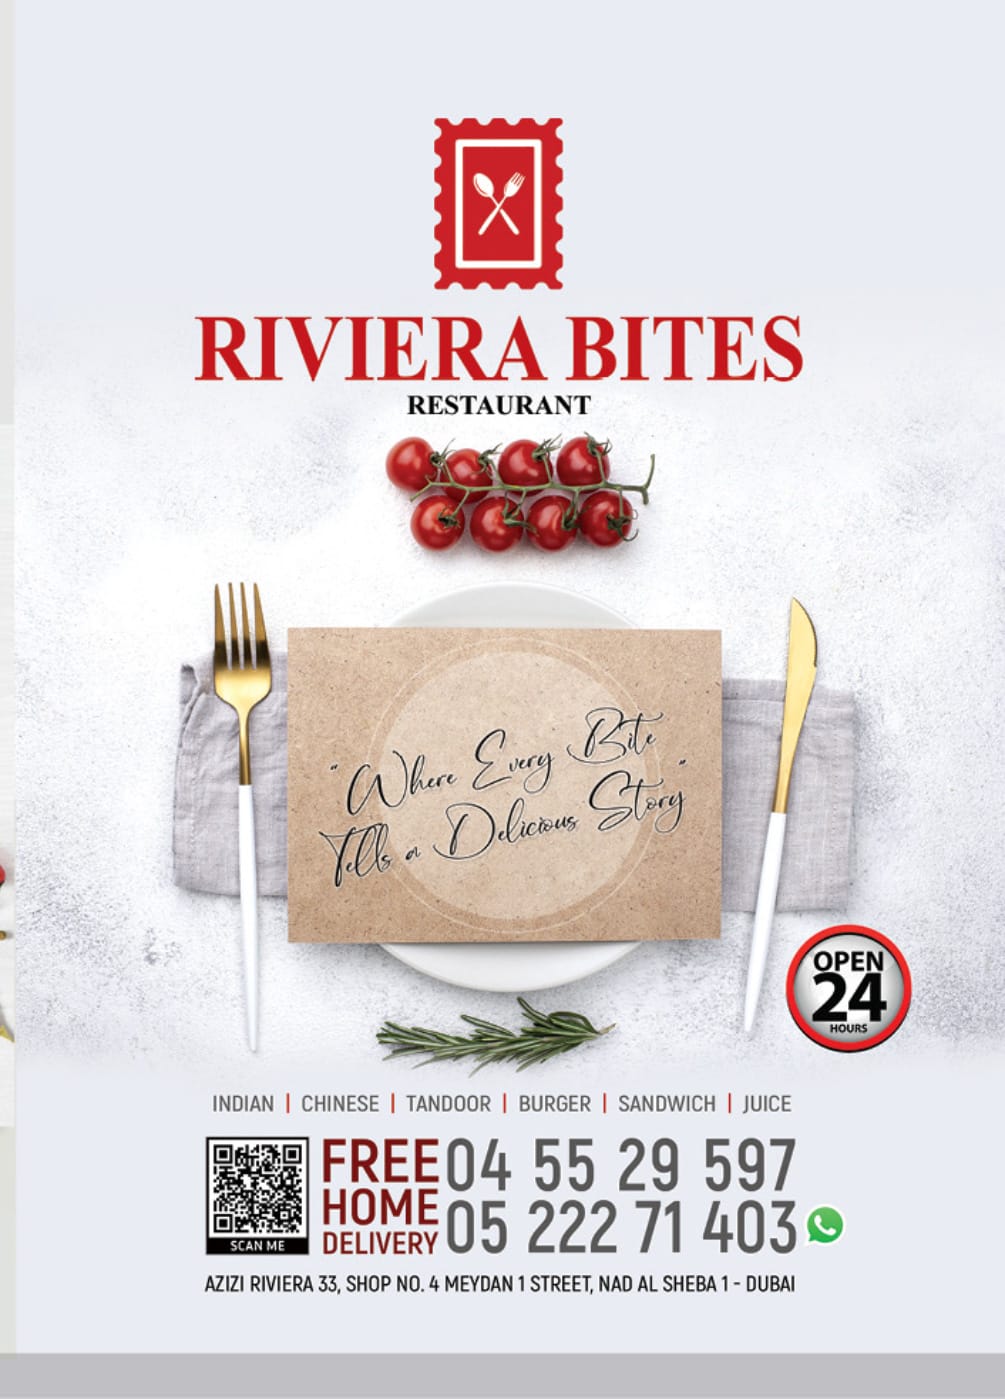 RIVIERA BITES
RESTAURANT
"Where Every Bite
Tells a Delicious Story"
OPEN
24
HOURS
INDIAN | CHINESE | TANDOOR | BURGER | SANDWICH | JUICE
SCAN ME
FREE
HOME
DELIVERY
04 55 29 597
05 222 71 403
AZIZI RIVIERA 33, SHOP NO. 4 MEYDAN 1 STREET, NAD AL SHEBA 1 - DUBAI